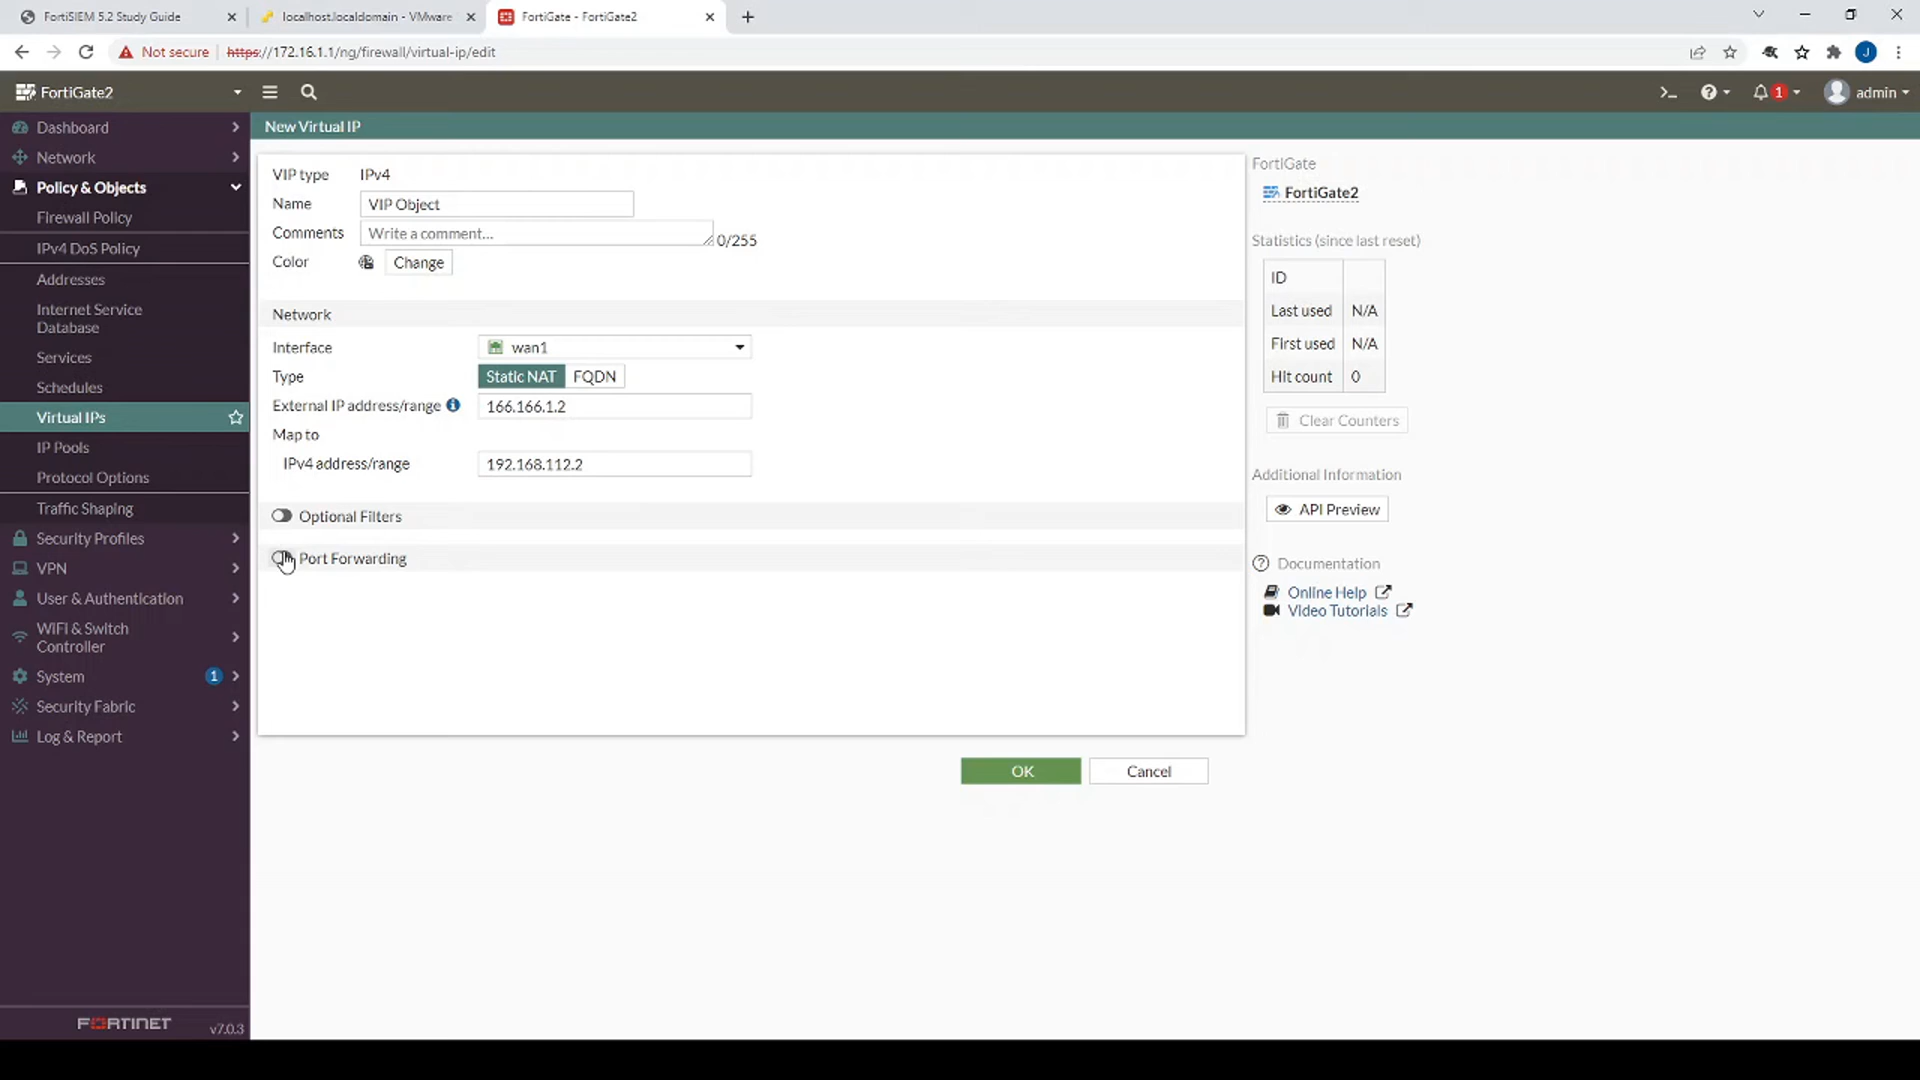 FortiSIEM 5.2 Study Guide
localhost.localdomain - VMware
FortiGate - FortiGate2
Not secure https://172.16.1.1/ng/firewall/virtual-ip/edit
J
FortiGate2
>_
1
admin
Dashboard
Network
Policy & Objects
Firewall Policy
IPv4 DoS Policy
Addresses
Internet Service
Database
Services
Schedules
Virtual IPs
IP Pools
Protocol Options
Traffic Shaping
Security Profiles
VPN
User & Authentication
WiFi & Switch
Controller
System 1
Security Fabric
Log & Report
FORTINET v7.0.3
New Virtual IP
VIP type IPv4
Name VIP Object
Comments Write a comment... 0/255
Color Change
Network
Interface wan1
Type Static NAT FQDN
External IP address/range 166.166.1.2
Map to
IPv4 address/range 192.168.112.2
Optional Filters
Port Forwarding
OK Cancel
FortiGate
FortiGate2
Statistics (since last reset)
ID
Last used N/A
First used N/A
Hit count 0
Clear Counters
Additional Information
API Preview
Documentation
Online Help
Video Tutorials